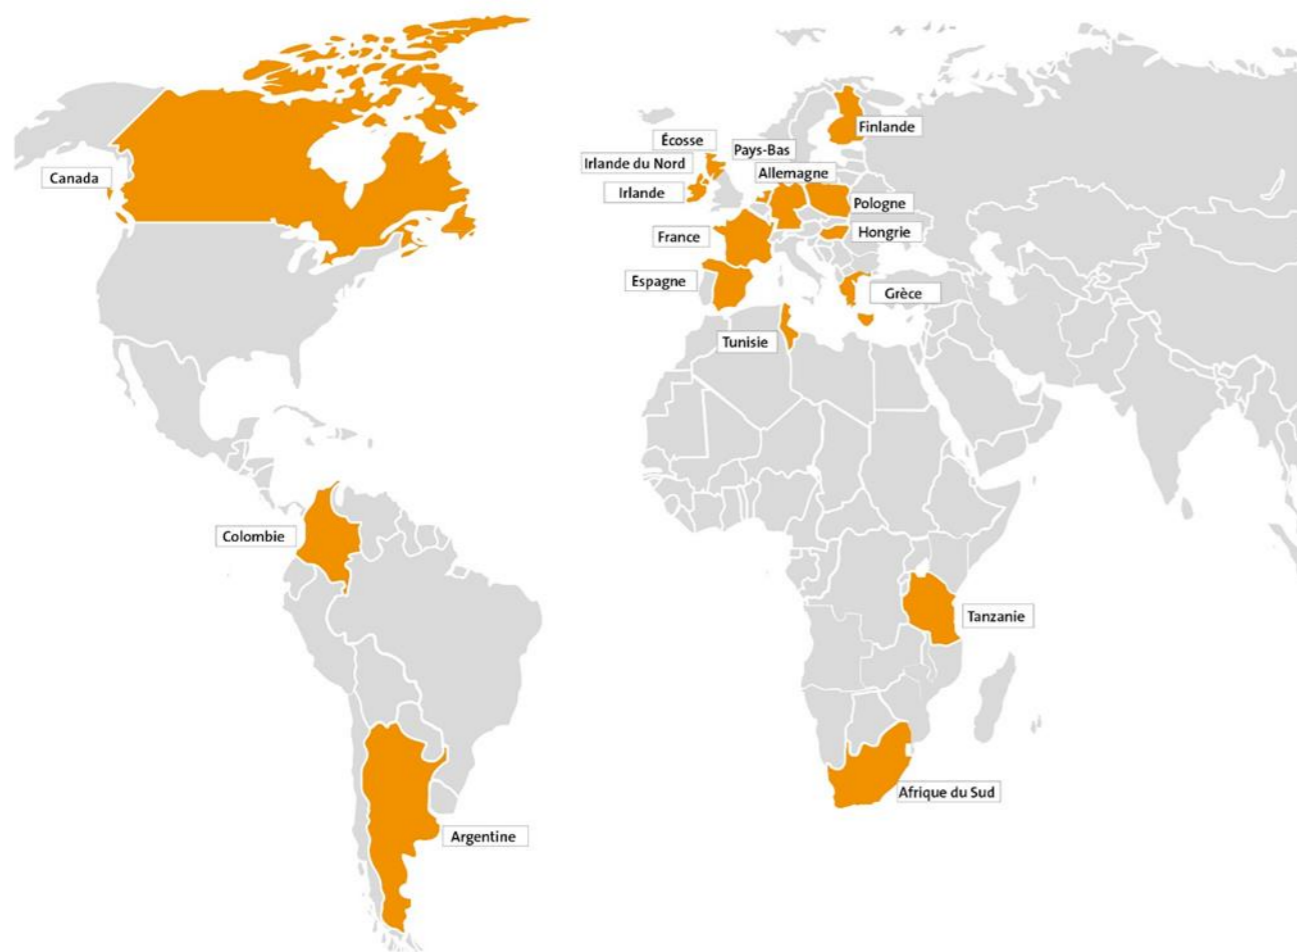 Finlande
Écosse
Pays-Bas
Irlande du Nord
Allemagne
Canada
Irlande
Pologne
France
Hongrie
Espagne
Grèce
Tunisie
Colombie
Tanzanie
Afrique du Sud
Argentine